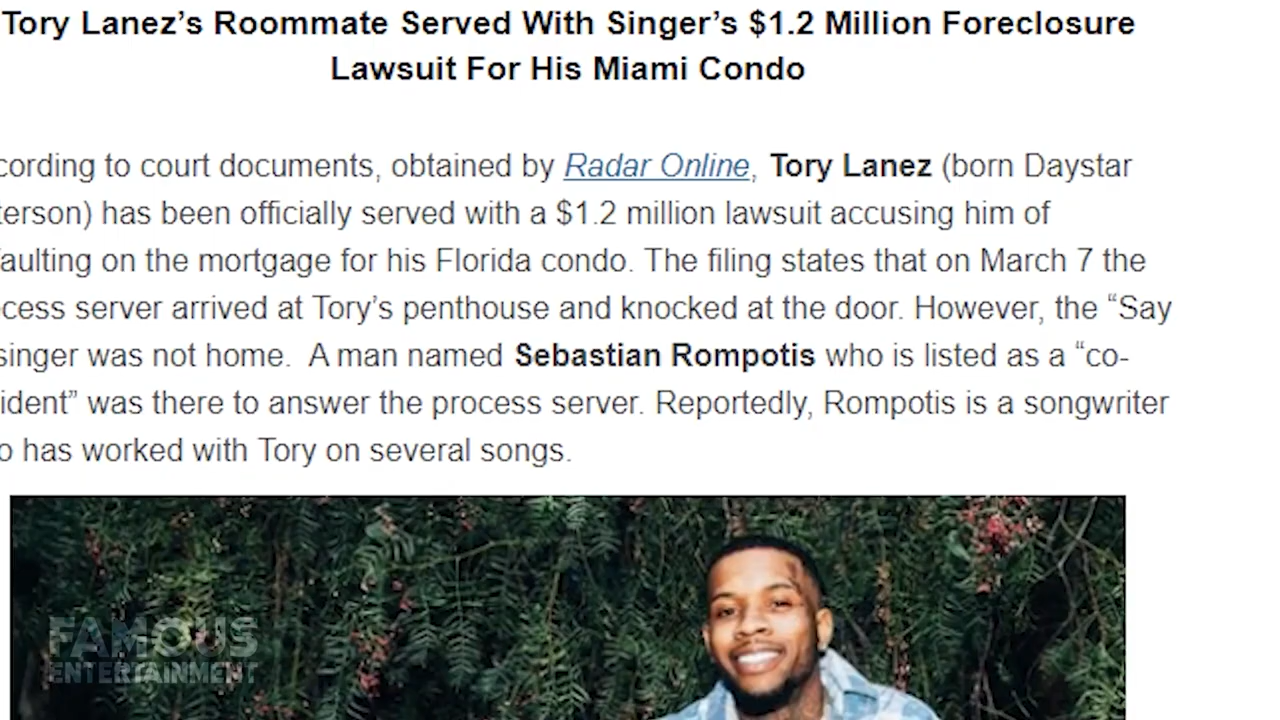 Tory Lanez’s Roommate Served With Singer’s $1.2 Million Foreclosure
Lawsuit For His Miami Condo
cording to court documents, obtained by Radar Online, Tory Lanez (born Daystar
terson) has been officially served with a $1.2 million lawsuit accusing him of
faulting on the mortgage for his Florida condo. The filing states that on March 7 the
cess server arrived at Tory’s penthouse and knocked at the door. However, the “Say
singer was not home. A man named Sebastian Rompotis who is listed as a “co-
ident” was there to answer the process server. Reportedly, Rompotis is a songwriter
o has worked with Tory on several songs.
FAMOUS
ENTERTAINMENT